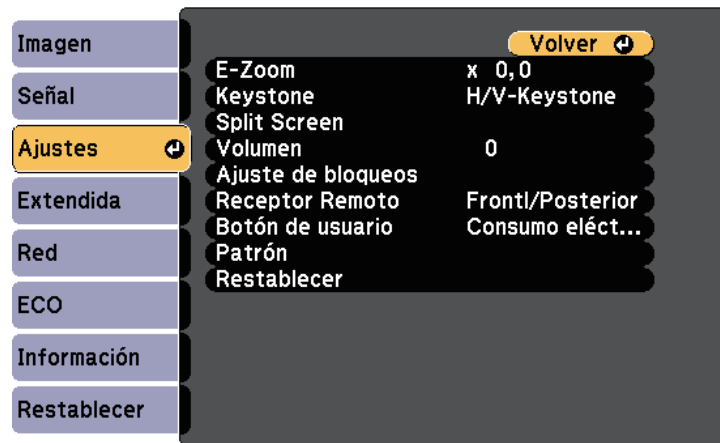 Imagen
Señal
Ajustes
Extendida
Red
ECO
Información
Restablecer
Volver
E-Zoom x 0,0
Keystone H/V-Keystone
Split Screen
Volumen 0
Ajuste de bloqueos
Receptor Remoto Frontl/Posterior
Botón de usuario Consumo eléct...
Patrón
Restablecer